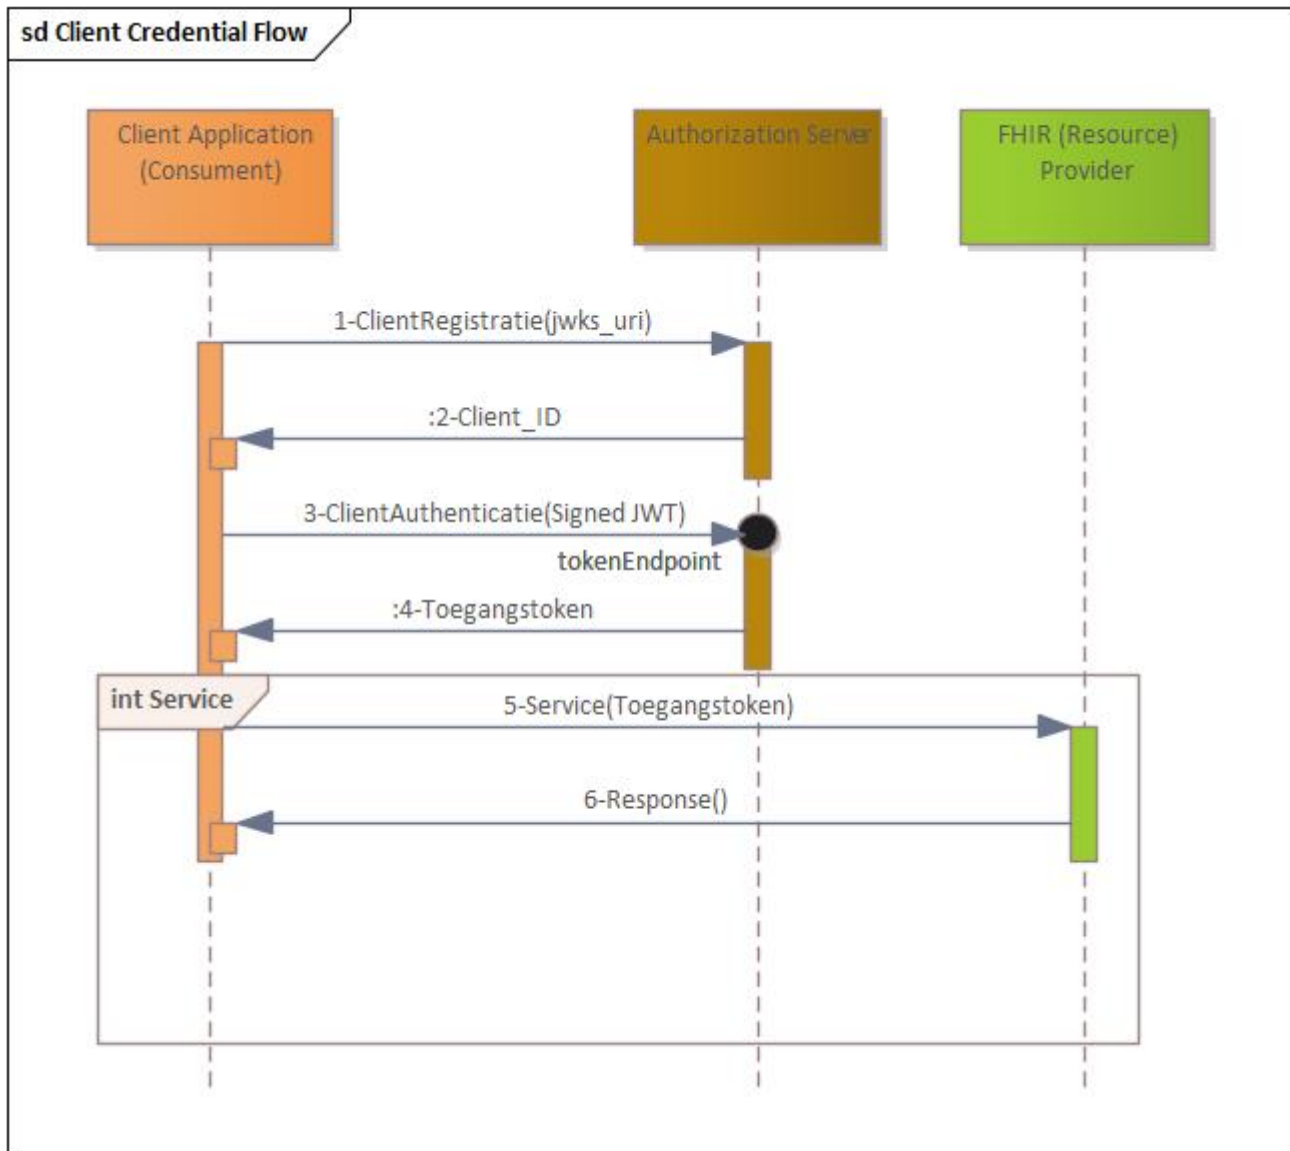 sd Client Credential Flow
Client Application
(Consument)
Authorization Server
FHIR (Resource)
Provider
1-ClientRegistratie(jwks_uri)
:2-Client_ID
3-ClientAuthenticatie(Signed JWT)
tokenEndpoint
:4-Toegangstoken
int Service
5-Service(Toegangstoken)
6-Response()